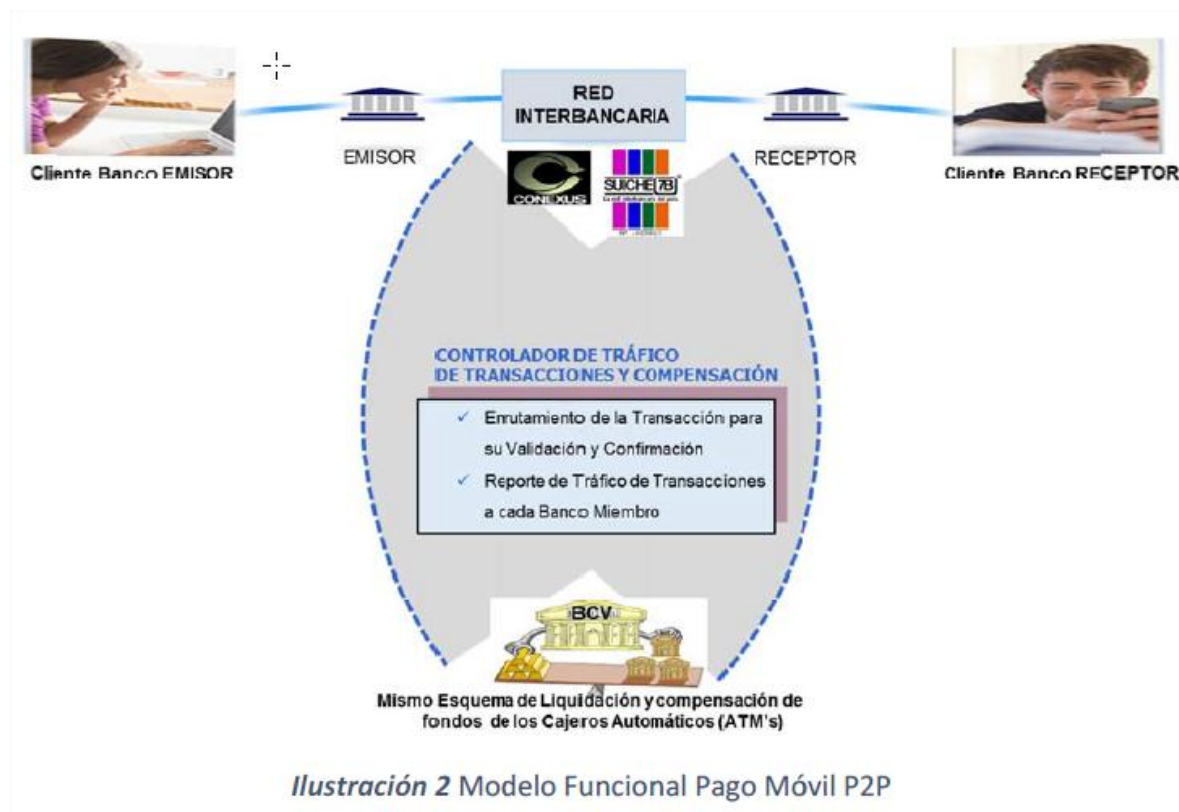 RED
INTERBANCARIA
EMISOR
RECEPTOR
Cliente Banco EMISOR
Cliente Banco RECEPTOR
CONEXUS
SUICHE 7B
CONTROLADOR DE TRÁFICO
DE TRANSACCIONES Y COMPENSACIÓN
✓ Enrutamiento de la Transacción para
su Validación y Confirmación
✓ Reporte de Tráfico de Transacciones
a cada Banco Miembro
BCV
Mismo Esquema de Liquidación y compensación de
fondos de los Cajeros Automáticos (ATM's)
Ilustración 2 Modelo Funcional Pago Móvil P2P